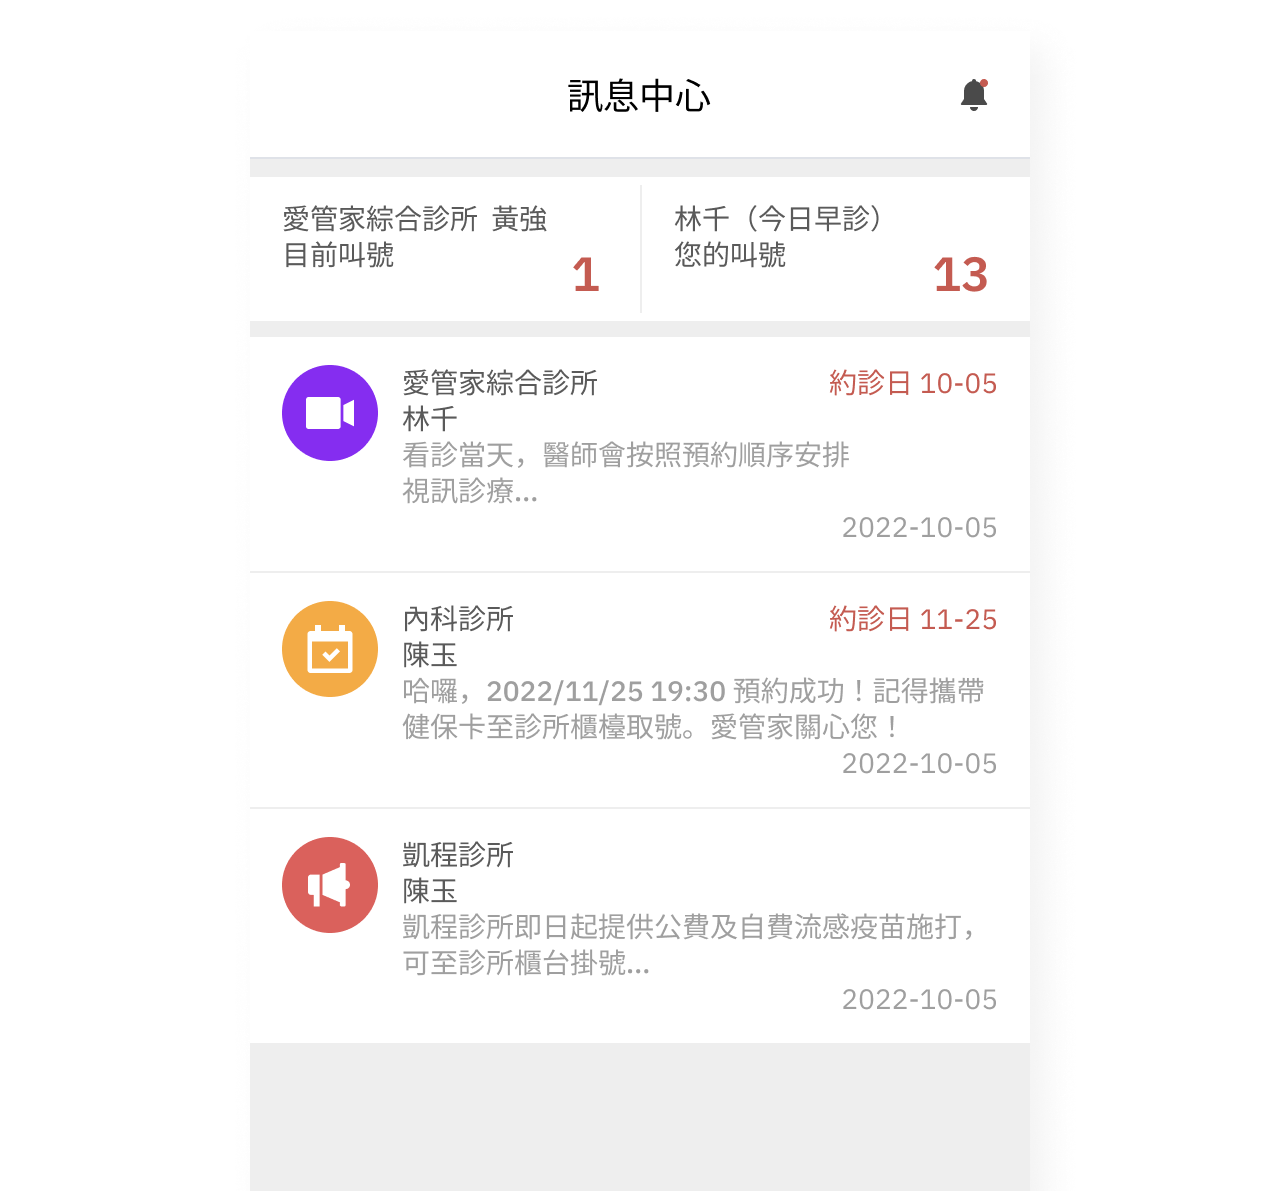 訊息中心
愛管家綜合診所 黃強
目前叫號
1
林千（今日早診）
您的叫號
13
愛管家綜合診所
約診日 10-05
林千
看診當天，醫師會按照預約順序安排
視訊診療...
2022-10-05
內科診所
約診日 11-25
陳玉
哈囉，2022/11/25 19:30 預約成功！記得攜帶
健保卡至診所櫃檯取號。愛管家關心您！
2022-10-05
凱程診所
陳玉
凱程診所即日起提供公費及自費流感疫苗施打，
可至診所櫃台掛號...
2022-10-05